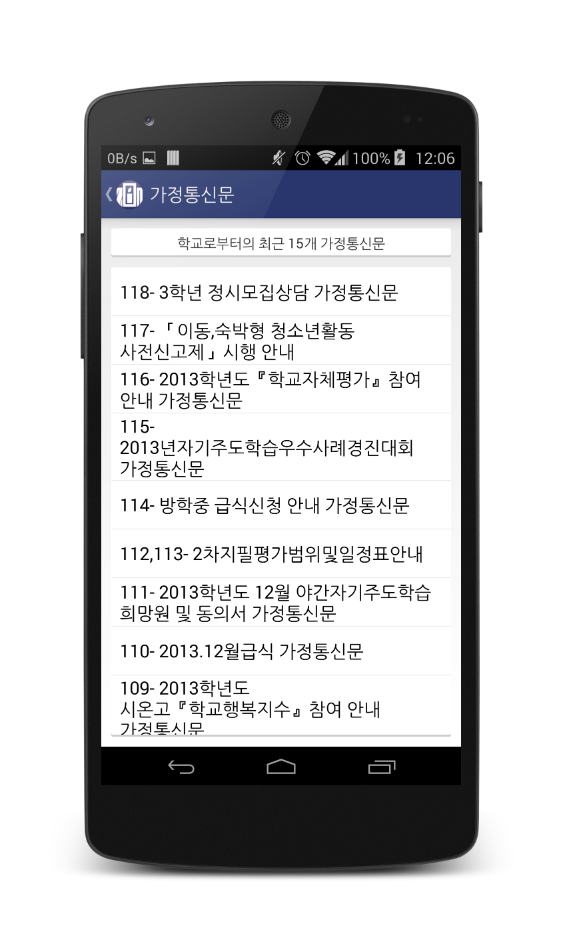 0B/s 100% 12:06
가정통신문
학교로부터의 최근 15개 가정통신문
118- 3학년 정시모집상담 가정통신문
117- 「이동,숙박형 청소년활동
사전신고제」 시행 안내
116- 2013학년도『학교자체평가』참여
안내 가정통신문
115-
2013년자기주도학습우수사례경진대회
가정통신문
114- 방학중 급식신청 안내 가정통신문
112,113- 2차지필평가범위및일정표안내
111- 2013학년도 12월 야간자기주도학습
희망원 및 동의서 가정통신문
110- 2013.12월급식 가정통신문
109- 2013학년도
시온고『학교행복지수』참여 안내
가정통신문